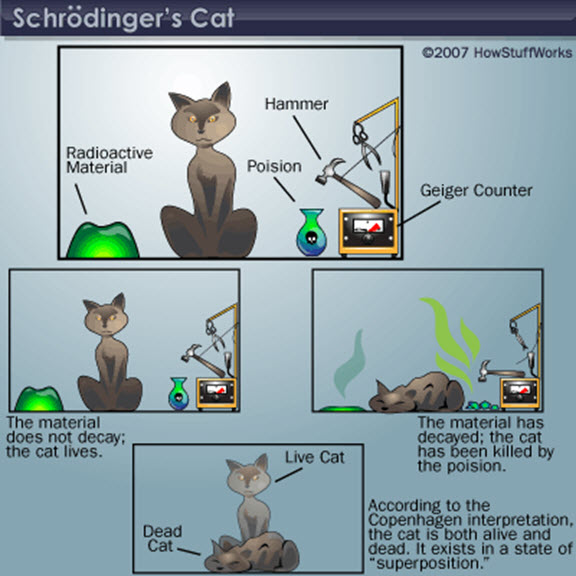 Schrödinger's Cat
©2007 HowStuffWorks
Hammer
Radioactive
Material
Poision
Geiger Counter
The material
does not decay;
the cat lives.
The material has
decayed; the cat
has been killed by
the poision.
Live Cat
Dead
Cat
According to the
Copenhagen interpretation,
the cat is both alive and
dead. It exists in a state of
"superposition."